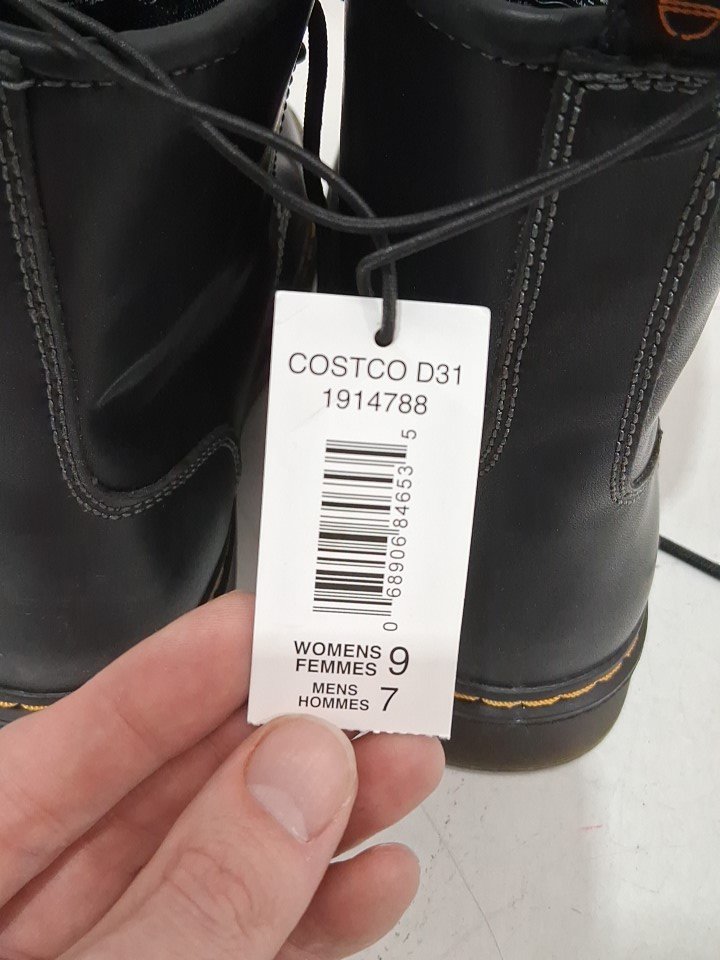 COSTCO D31
1914788
0 68906 84653 5
WOMENS
FEMMES 9
MENS
HOMMES 7